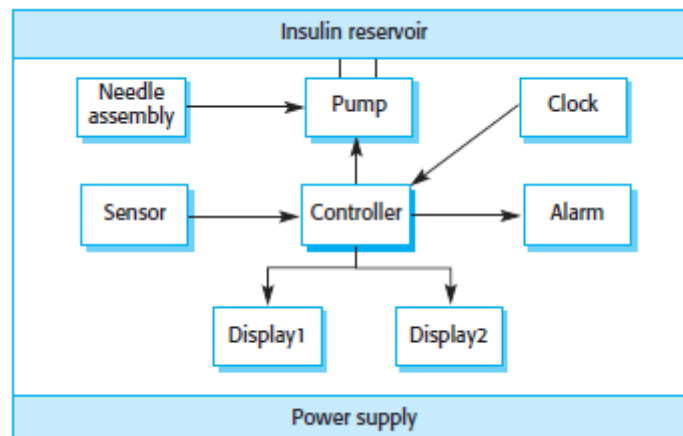 Insulin reservoir
Needle
assembly
Pump
Clock
Sensor
Controller
Alarm
Display1
Display2
Power supply